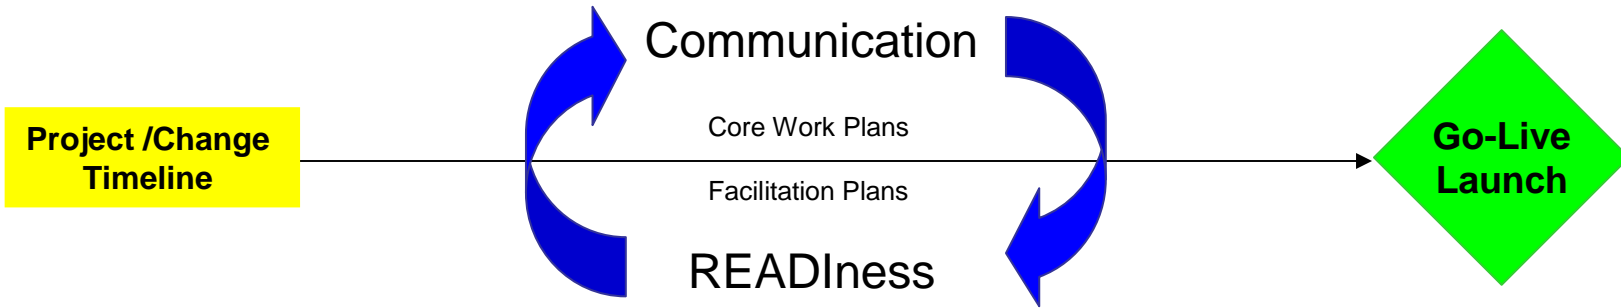 Communication
Project /Change
Timeline
Core Work Plans
Facilitation Plans
READIness
Go-Live
Launch